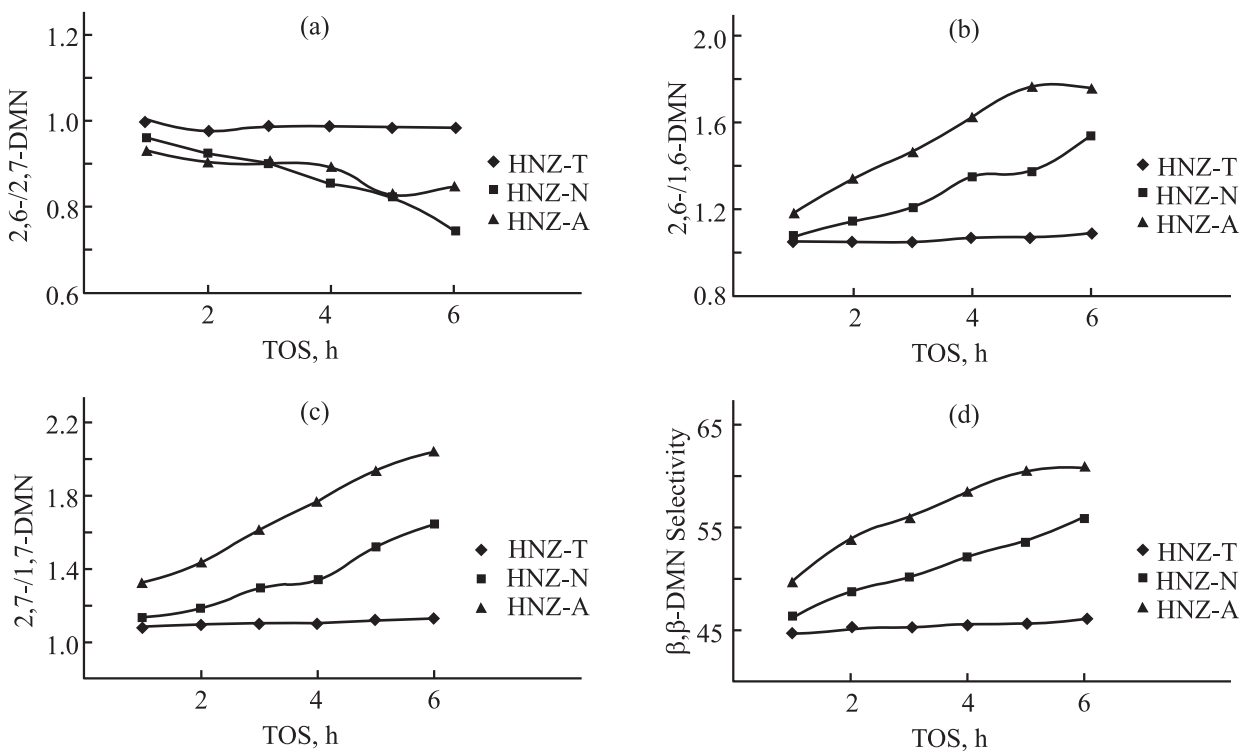 (a)
2,6-/2,7-DMN
1.2
1.0
0.8
0.6
2 4 6
TOS, h
HNZ-T
HNZ-N
HNZ-A
(b)
2,6-/1,6-DMN
2.0
1.6
1.2
0.8
2 4 6
TOS, h
HNZ-T
HNZ-N
HNZ-A
(c)
2,7-/1,7-DMN
2.2
1.8
1.4
1.0
2 4 6
TOS, h
HNZ-T
HNZ-N
HNZ-A
(d)
β,β-DMN Selectivity
65
55
45
2 4 6
TOS, h
HNZ-T
HNZ-N
HNZ-A